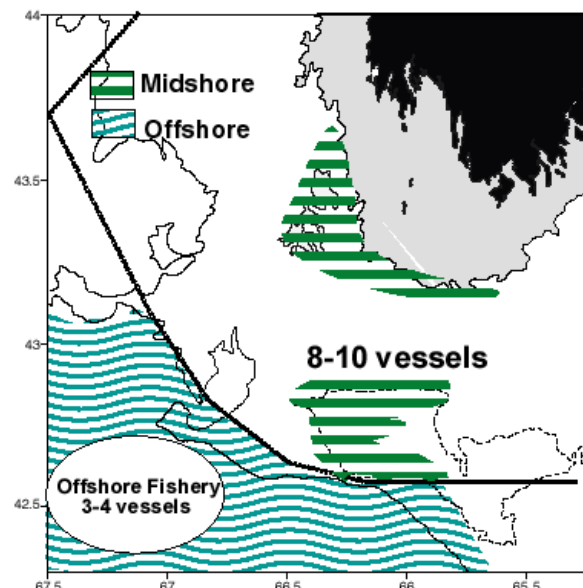 44
Midshore
Offshore
43.5
43
8-10 vessels
Offshore Fishery
3-4 vessels
42.5
67.5
67
66.5
66
65.5